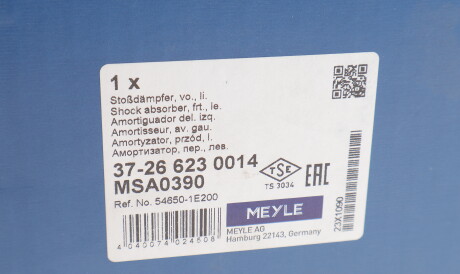 1 x
Stoßdämpfer, vo., li.
Shock absorber, frt., le.
Amortiguador del. izq.
Amortisseur, av. gau.
Amortyzator, przód, l.
Амортизатор, пер., лев.
37-26 623 0014
MSA0390
Ref. No. 54650-1E200
TSE
TS 3034
EAC
MEYLE
MEYLE AG
Hamburg 22143, Germany
4 040074 024508
23X1090